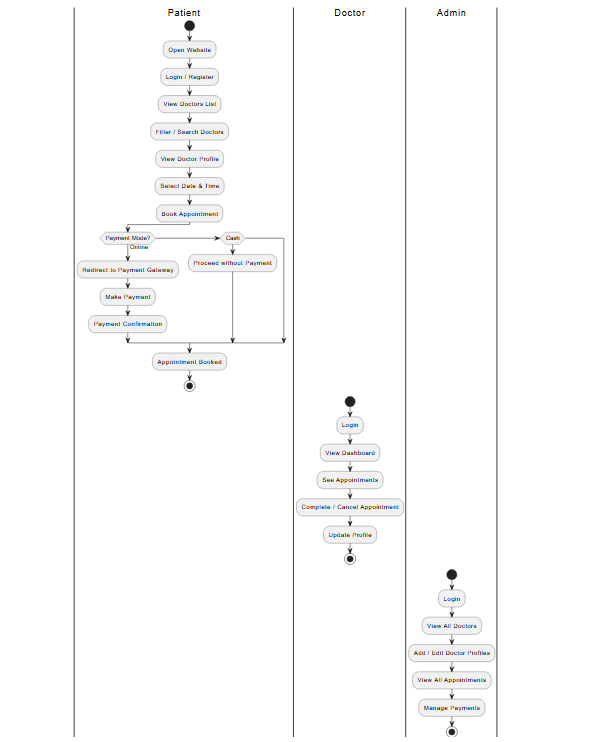 Patient Doctor Admin
Open Website
Login / Register
View Doctors List
Filter / Search Doctors
View Doctor Profile
Select Date & Time
Book Appointment
Payment Mode? Cash
Online
Redirect to Payment Gateway Proceed without Payment
Make Payment
Payment Confirmation
Appointment Booked
Login
View Dashboard
See Appointments
Complete / Cancel Appointment
Update Profile
Login
View All Doctors
Add / Edit Doctor Profiles
View All Appointments
Manage Payments